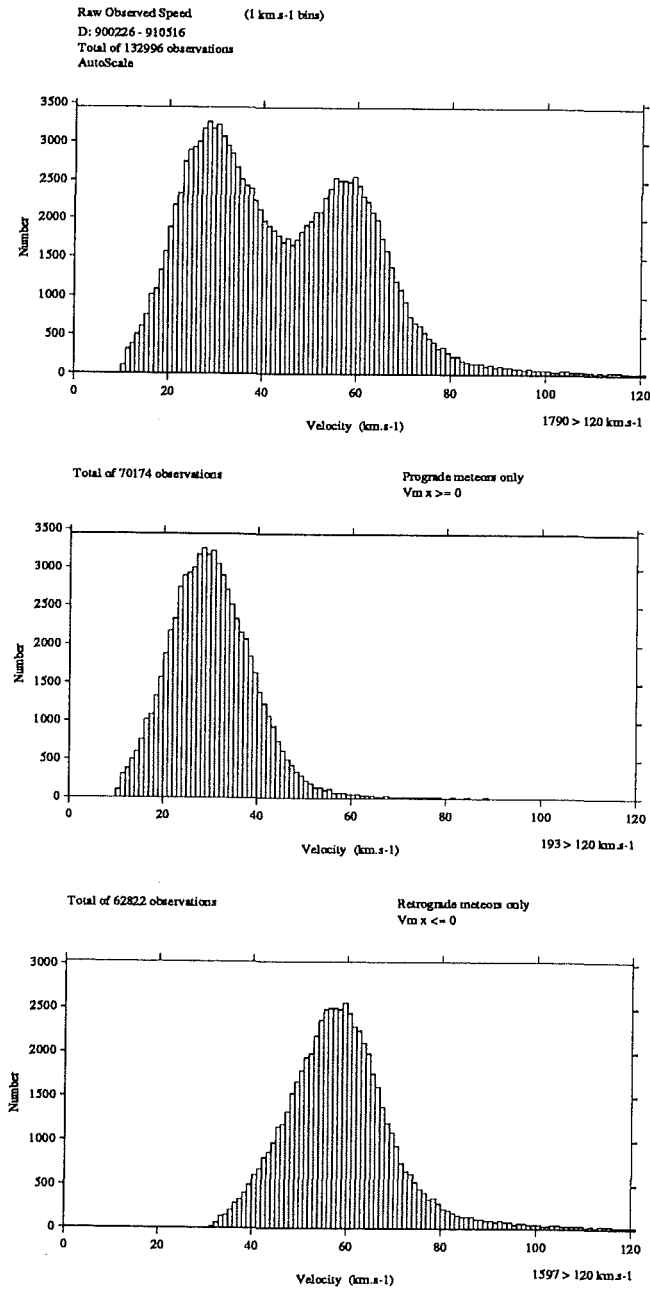 Raw Observed Speed (1 km.s-1 bins)
D: 900226 - 910516
Total of 132996 observations
AutoScale
3500
3000
2500
2000
1500
1000
500
0
Number
0 20 40 60 80 100 120
Velocity (km.s-1)
1790 > 120 km.s-1
Total of 70174 observations
Prograde meteors only
Vm x >= 0
3500
3000
2500
2000
1500
1000
500
0
Number
0 20 40 60 80 100 120
Velocity (km.s-1)
193 > 120 km.s-1
Total of 62822 observations
Retrograde meteors only
Vm x <= 0
3000
2500
2000
1500
1000
500
0
Number
0 20 40 60 80 100 120
Velocity (km.s-1)
1597 > 120 km.s-1